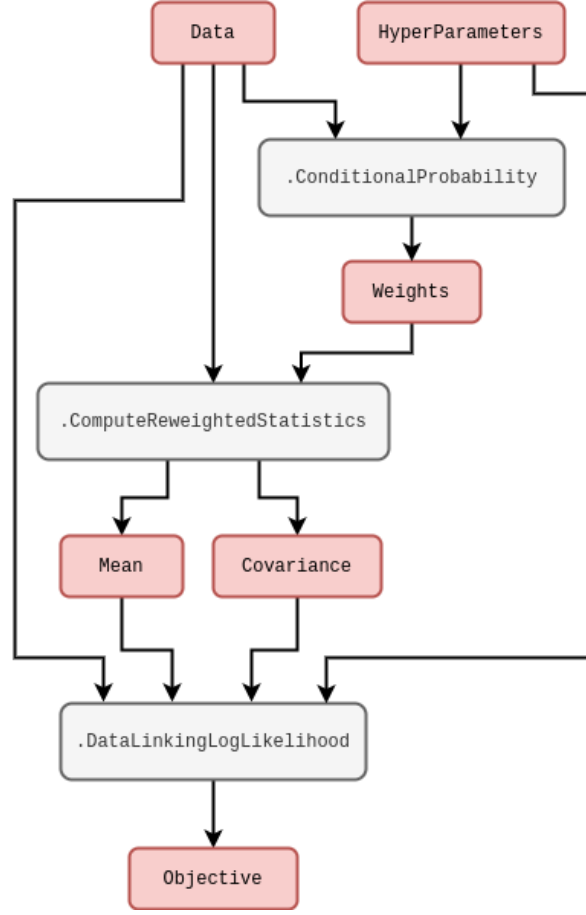 Data
HyperParameters
.ConditionalProbability
Weights
.ComputeReweightedStatistics
Mean
Covariance
.DataLinkingLogLikelihood
Objective